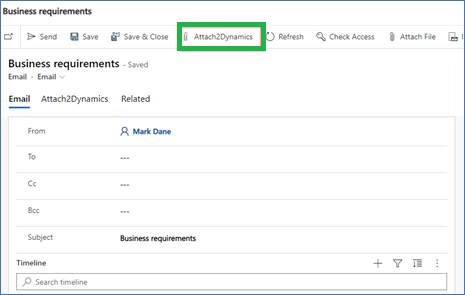 Business requirements
Send Save Save & Close Attach2Dynamics Refresh Check Access Attach File
Business requirements - Saved
Email · Email
Email Attach2Dynamics Related
From Mark Dane
To ---
Cc ---
Bcc ---
Subject Business requirements
Timeline
Search timeline